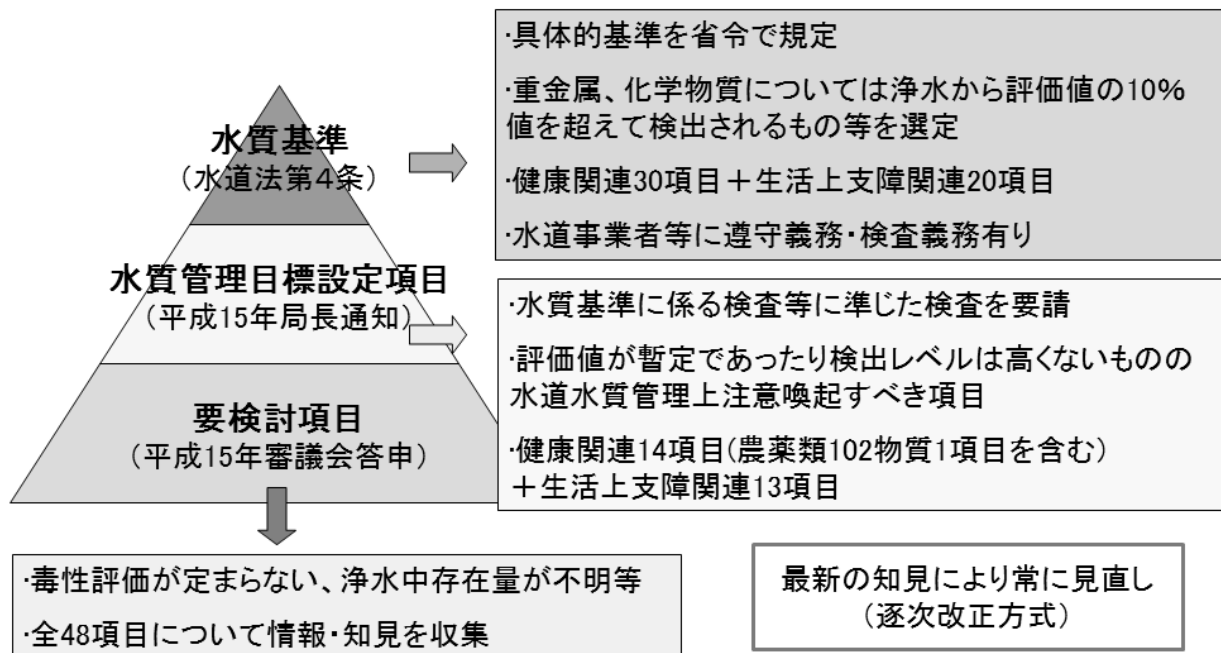 水質基準
(水道法第4条)
・具体的基準を省令で規定
・重金属、化学物質については浄水から評価値の10%
値を超えて検出されるもの等を選定
・健康関連30項目＋生活上支障関連20項目
・水道事業者等に遵守義務・検査義務有り
水質管理目標設定項目
(平成15年局長通知)
・水質基準に係る検査等に準じた検査を要請
・評価値が暫定であったり検出レベルは高くないものの
水道水質管理上注意喚起すべき項目
・健康関連14項目(農薬類102物質1項目を含む)
＋生活上支障関連13項目
要検討項目
(平成15年審議会答申)
・毒性評価が定まらない、浄水中存在量が不明等
・全48項目について情報・知見を収集
最新の知見により常に見直し
(逐次改正方式)